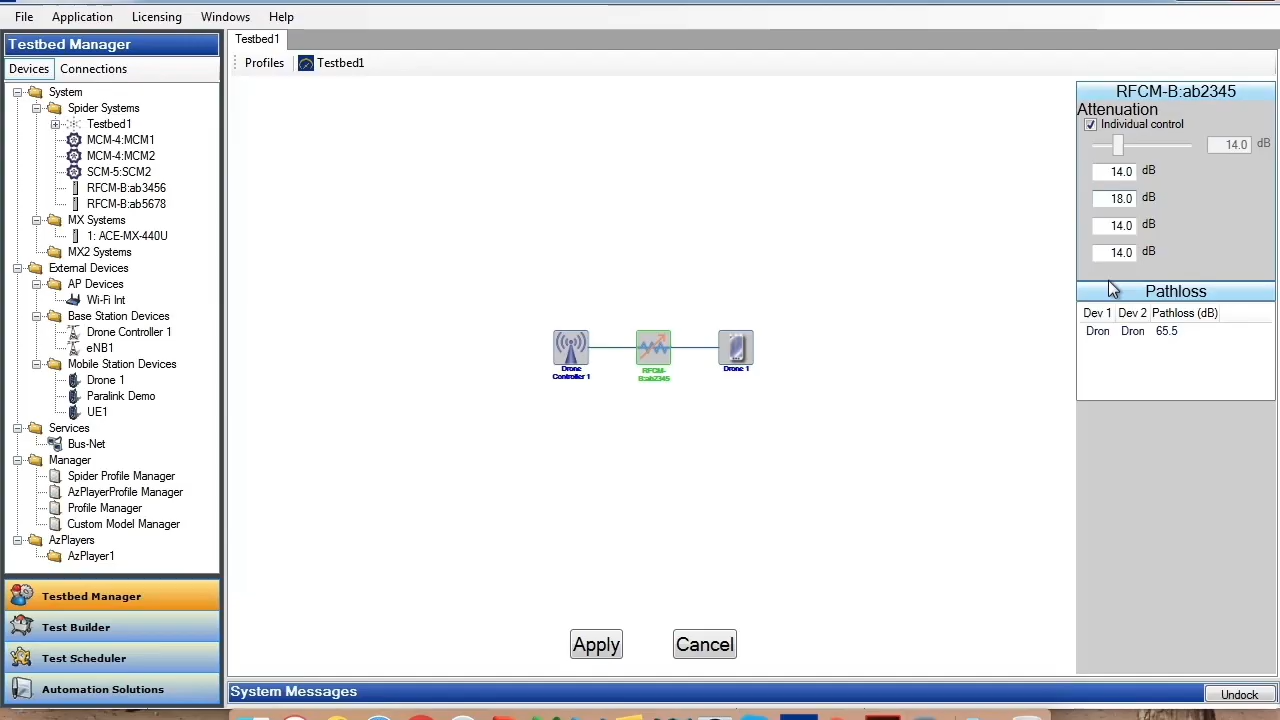 File Application Licensing Windows Help
Testbed Manager
Devices Connections
System
Spider Systems
Testbed1
MCM-4:MCM1
MCM-4:MCM2
SCM-5:SCM2
RFCM-B:ab3456
RFCM-B:ab5678
MX Systems
1: ACE-MX-440U
MX2 Systems
External Devices
AP Devices
Wi-Fi Int
Base Station Devices
Drone Controller 1
eNB1
Mobile Station Devices
Drone 1
Paralink Demo
UE1
Services
Bus-Net
Manager
Spider Profile Manager
AzPlayerProfile Manager
Profile Manager
Custom Model Manager
AzPlayers
AzPlayer1
Testbed Manager
Test Builder
Test Scheduler
Automation Solutions
Testbed1
Profiles Testbed1
Drone
Controller 1
RFCM-
B:ab2345
Drone 1
Apply Cancel
RFCM-B:ab2345
Attenuation
Individual control
14.0 dB
14.0 dB
18.0 dB
14.0 dB
14.0 dB
Pathloss
Dev 1 Dev 2 Pathloss (dB)
Dron Dron 65.5
System Messages
Undock